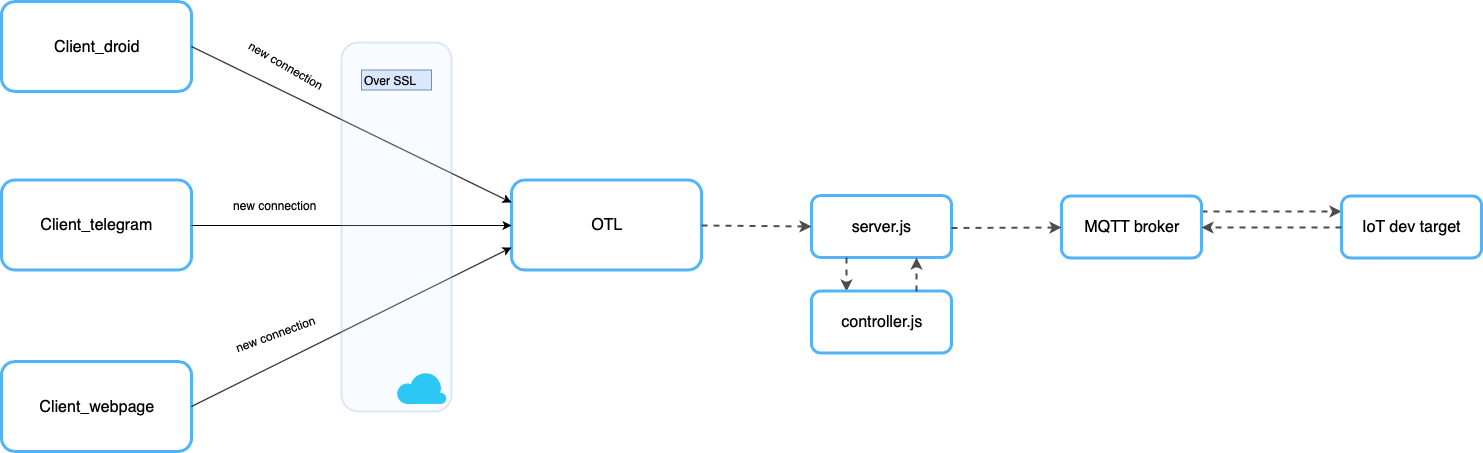 Client_droid
new connection
Over SSL
Client_telegram
new connection
OTL
server.js
MQTT broker
IoT dev target
controller.js
new connection
Client_webpage